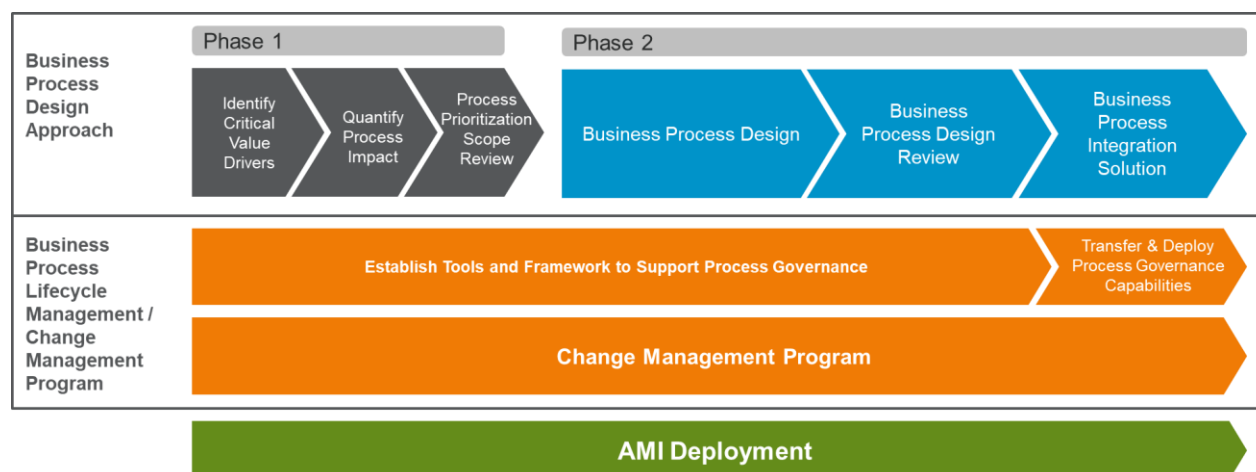 Business
Process
Design
Approach
Phase 1
Identify
Critical
Value
Drivers
Quantify
Process
Impact
Process
Prioritization
Scope
Review
Phase 2
Business Process Design
Business
Process Design
Review
Business
Process
Integration
Solution
Business
Process
Lifecycle
Management /
Change
Management
Program
Establish Tools and Framework to Support Process Governance
Transfer & Deploy
Process Governance
Capabilities
Change Management Program
AMI Deployment